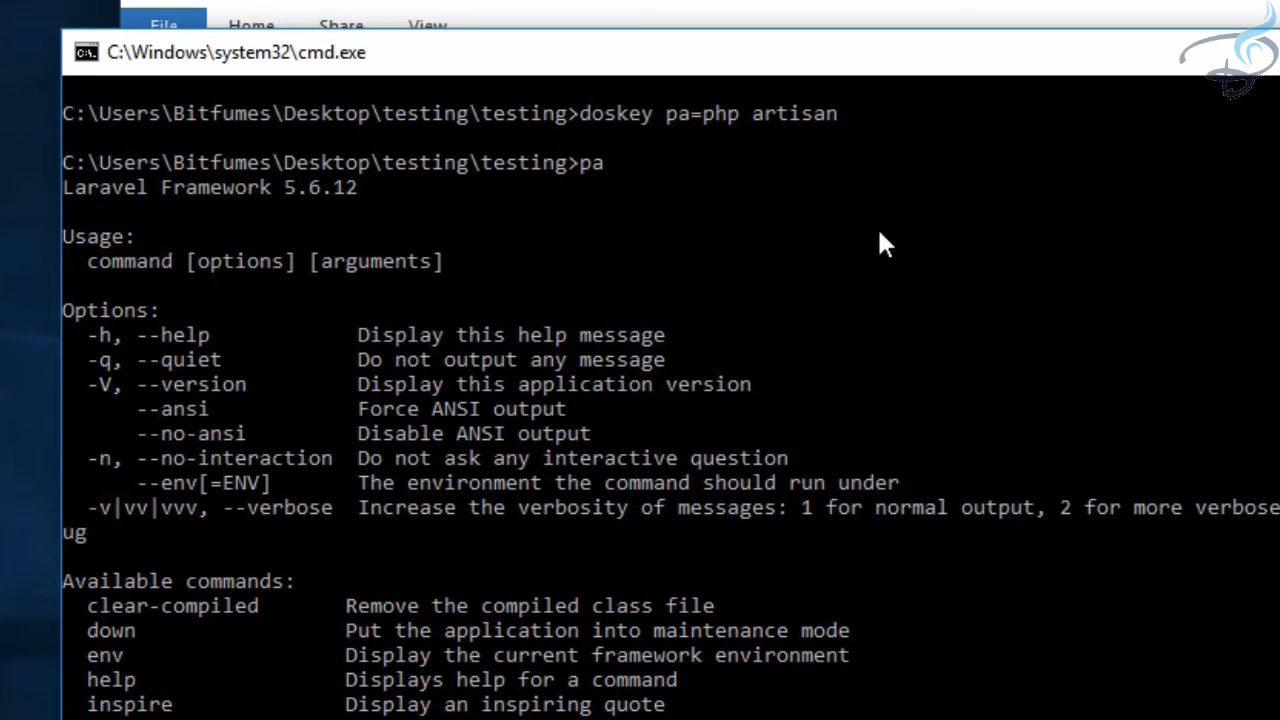 File Home Share View
C:\Windows\system32\cmd.exe
C:\Users\Bitfumes\Desktop\testing\testing>doskey pa=php artisan
C:\Users\Bitfumes\Desktop\testing\testing>pa
Laravel Framework 5.6.12
Usage:
command [options] [arguments]
Options:
-h, --help Display this help message
-q, --quiet Do not output any message
-V, --version Display this application version
--ansi Force ANSI output
--no-ansi Disable ANSI output
-n, --no-interaction Do not ask any interactive question
--env[=ENV] The environment the command should run under
-v|vv|vvv, --verbose Increase the verbosity of messages: 1 for normal output, 2 for more verbose
ug
Available commands:
clear-compiled Remove the compiled class file
down Put the application into maintenance mode
env Display the current framework environment
help Displays help for a command
inspire Display an inspiring quote